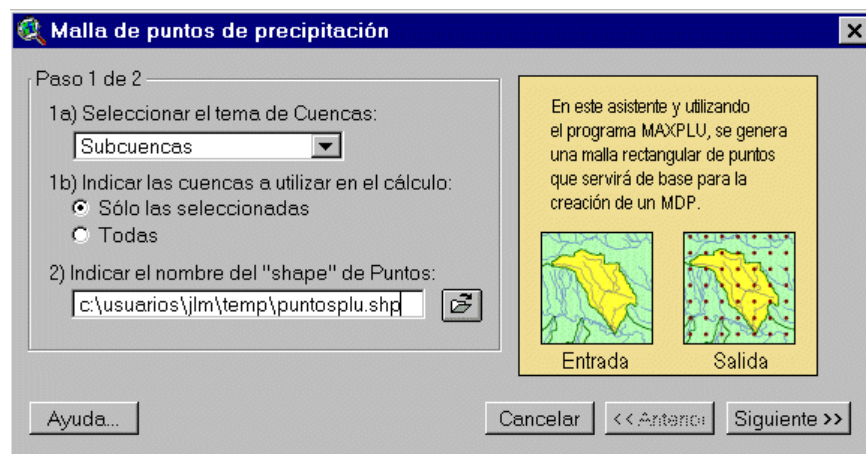 Malla de puntos de precipitación
Paso 1 de 2
1a) Seleccionar el tema de Cuencas:
Subcuencas
1b) Indicar las cuencas a utilizar en el cálculo:
Sólo las seleccionadas
Todas
2) Indicar el nombre del "shape" de Puntos:
c:\usuarios\jlm\temp\puntosplu.shp
En este asistente y utilizando
el programa MAXPLU, se genera
una malla rectangular de puntos
que servirá de base para la
creación de un MDP.
Entrada
Salida
Ayuda...
Cancelar
<< Anterior
Siguiente >>